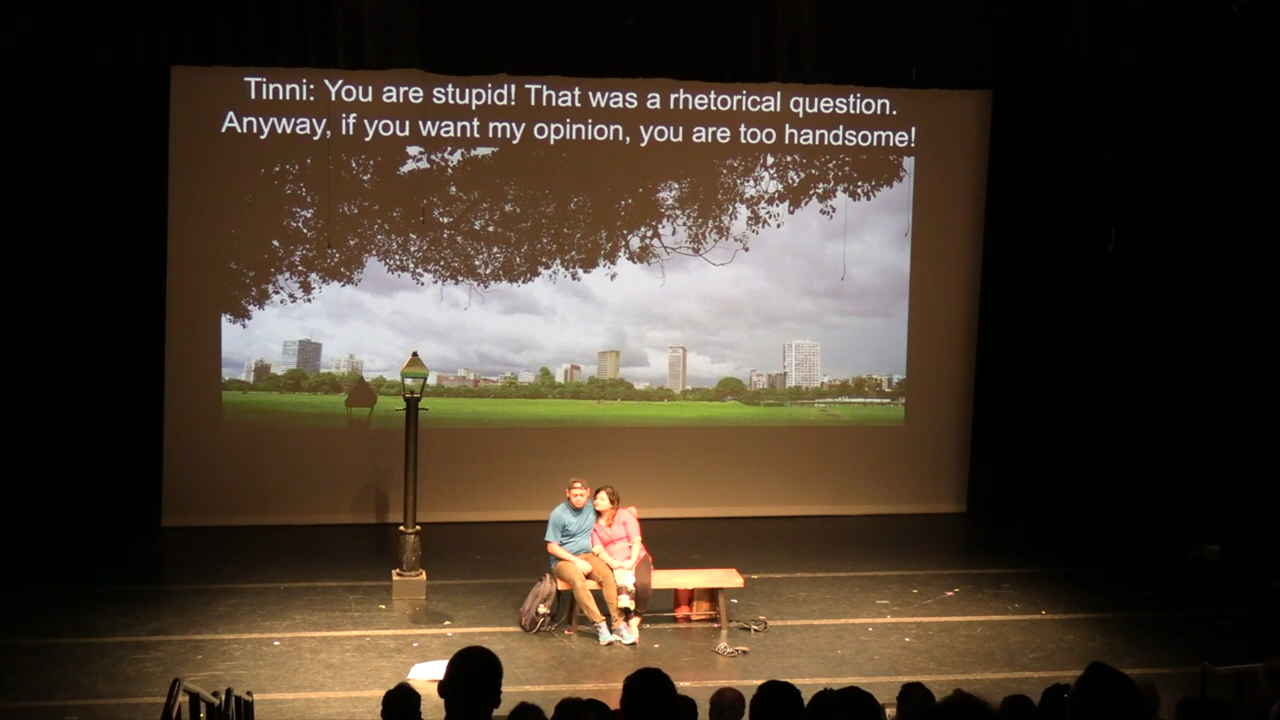 Tinni: You are stupid! That was a rhetorical question.
Anyway, if you want my opinion, you are too handsome!